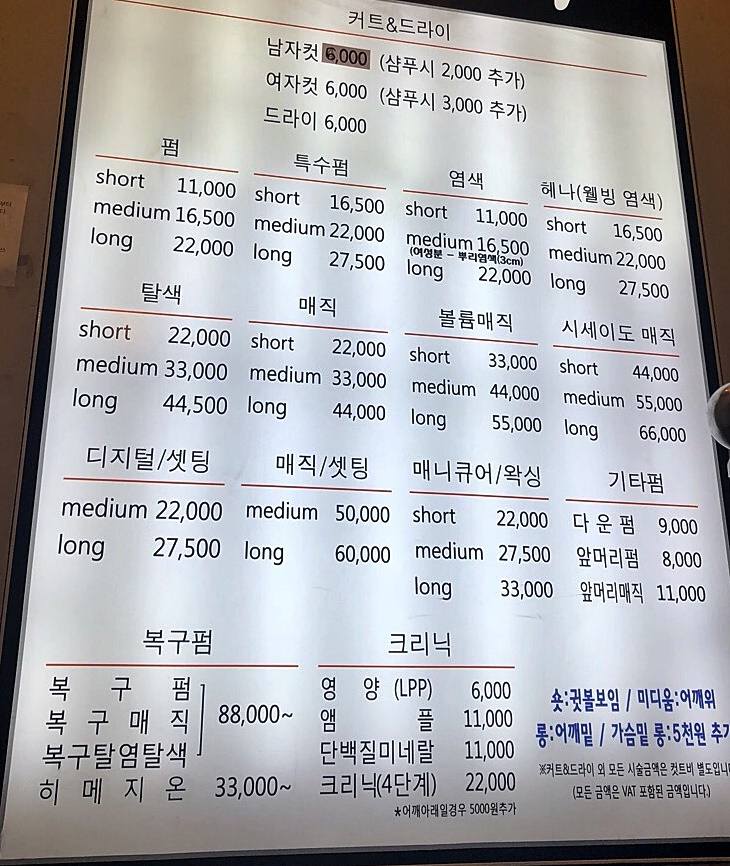 커트&드라이
남자컷 6,000 (샴푸시 2,000 추가)
여자컷 6,000 (샴푸시 3,000 추가)
드라이 6,000
펌
short 11,000
medium 16,500
long 22,000
특수펌
short 16,500
medium 22,000
long 27,500
염색
short 11,000
medium 16,500
(여성분 - 뿌리염색(3cm)
long 22,000
헤나(웰빙 염색)
short 16,500
medium 22,000
long 27,500
탈색
short 22,000
medium 33,000
long 44,500
매직
short 22,000
medium 33,000
long 44,000
볼륨매직
short 33,000
medium 44,000
long 55,000
시세이도 매직
short 44,000
medium 55,000
long 66,000
디지털/셋팅
medium 22,000
long 27,500
매직/셋팅
medium 50,000
long 60,000
매니큐어/왁싱
short 22,000
medium 27,500
long 33,000
기타펌
다운펌 9,000
앞머리펌 8,000
앞머리매직 11,000
복구펌
복구펌
복구매직 88,000~
복구탈염탈색
히메지온 33,000~
크리닉
영양 (LPP) 6,000
앰플 11,000
단백질미네랄 11,000
크리닉(4단계) 22,000
*어깨아래일경우 5000원추가
숏:귓볼보임 / 미디움:어깨위
롱:어깨밑 / 가슴밑 롱:5천원 추가
※커트&드라이 외 모든 시술금액은 컷트비 별도입니
(모든 금액은 VAT 포함된 금액입니다.)